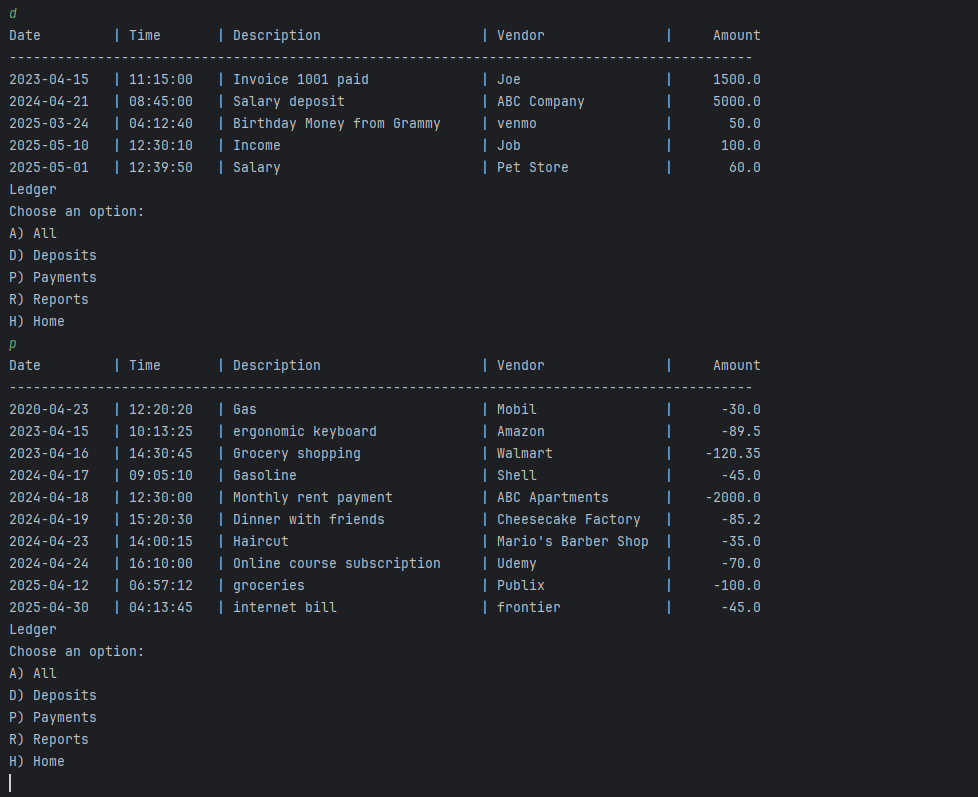 d
Date         | Time       | Description                    | Vendor               |     Amount
---------------------------------------------------------------------------------------------
2023-04-15   | 11:15:00   | Invoice 1001 paid              | Joe                  |     1500.0
2024-04-21   | 08:45:00   | Salary deposit                 | ABC Company          |     5000.0
2025-03-24   | 04:12:40   | Birthday Money from Grammy     | venmo                |       50.0
2025-05-10   | 12:30:10   | Income                         | Job                  |      100.0
2025-05-01   | 12:39:50   | Salary                         | Pet Store            |       60.0
Ledger
Choose an option:
A) All
D) Deposits
P) Payments
R) Reports
H) Home
p
Date         | Time       | Description                    | Vendor               |     Amount
---------------------------------------------------------------------------------------------
2020-04-23   | 12:20:20   | Gas                            | Mobil                |      -30.0
2023-04-15   | 10:13:25   | ergonomic keyboard             | Amazon               |      -89.5
2023-04-16   | 14:30:45   | Grocery shopping               | Walmart              |    -120.35
2024-04-17   | 09:05:10   | Gasoline                       | Shell                |      -45.0
2024-04-18   | 12:30:00   | Monthly rent payment           | ABC Apartments       |    -2000.0
2024-04-19   | 15:20:30   | Dinner with friends            | Cheesecake Factory   |      -85.2
2024-04-23   | 14:00:15   | Haircut                        | Mario's Barber Shop  |      -35.0
2024-04-24   | 16:10:00   | Online course subscription     | Udemy                |      -70.0
2025-04-12   | 06:57:12   | groceries                      | Publix               |     -100.0
2025-04-30   | 04:13:45   | internet bill                  | frontier             |      -45.0
Ledger
Choose an option:
A) All
D) Deposits
P) Payments
R) Reports
H) Home